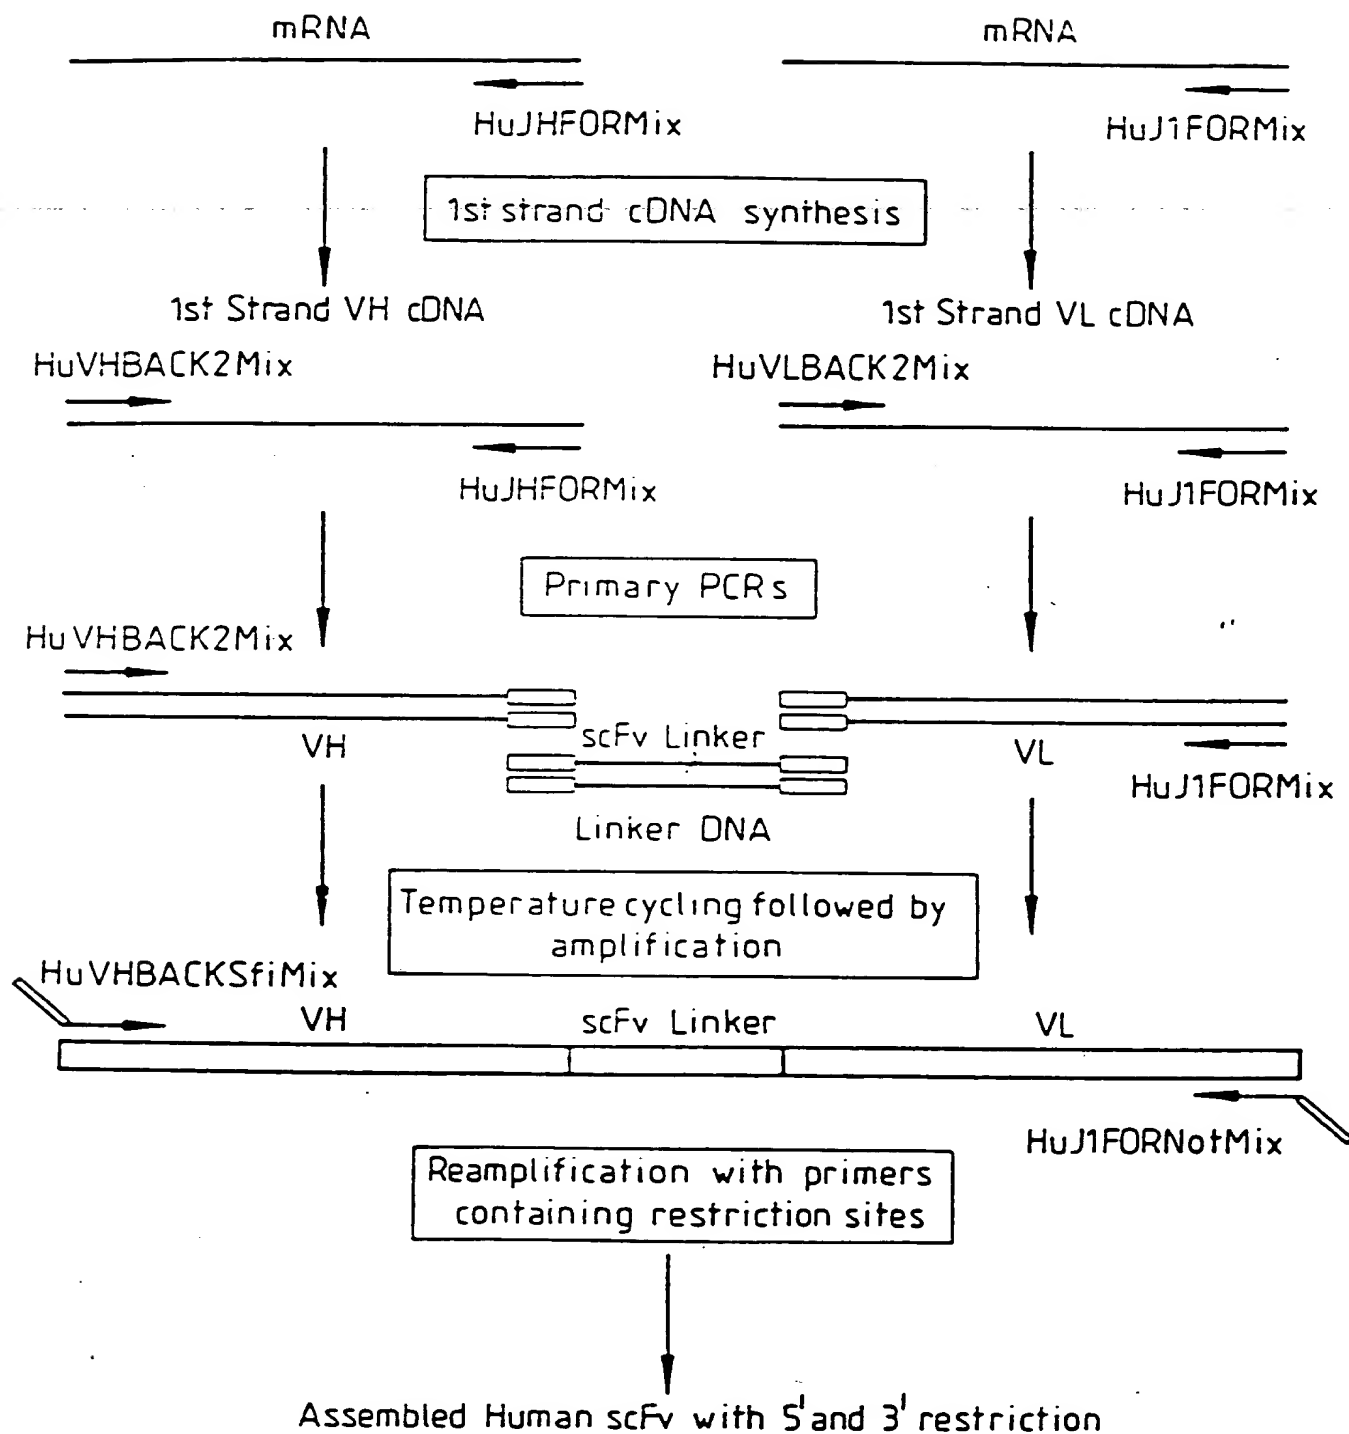 mRNA
mRNA
HuJHFORMix
HuJ1FORMix
1st strand cDNA synthesis
1st Strand VH cDNA
1st Strand VL cDNA
HuVHBACK2Mix
HuVLBACK2Mix
HuJHFORMix
HuJ1FORMix
Primary PCRs
HuVHBACK2Mix
VH
scFv Linker
VL
HuJ1FORMix
Linker DNA
Temperature cycling followed by
amplification
HuVHBACKSfiMix
VH
scFv Linker
VL
HuJ1FORNotMix
Reamplification with primers
containing restriction sites
Assembled Human scFv with 5' and 3' restriction